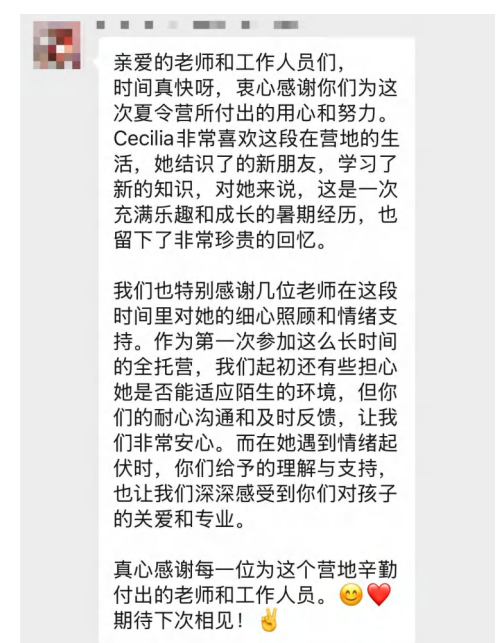 亲爱的老师和工作人员们，
时间真快呀，衷心感谢你们为这
次夏令营所付出的用心和努力。
Cecilia非常喜欢这段在营地的生
活，她结识了的新朋友，学习了
新的知识，对她来说，这是一次
充满乐趣和成长的暑期经历，也
留下了非常珍贵的回忆。
我们也特别感谢几位老师在这段
时间里对她的细心照顾和情绪支
持。作为第一次参加这么长时间
的全托营，我们起初还有些担心
她是否能适应陌生的环境，但你
们的耐心沟通和及时反馈，让我
们非常安心。而在她遇到情绪起
伏时，你们给予的理解与支持，
也让我们深深感受到你们对孩子
的关爱和专业。
真心感谢每一位为这个营地辛勤
付出的老师和工作人员。😊❤️
期待下次相见！✌️